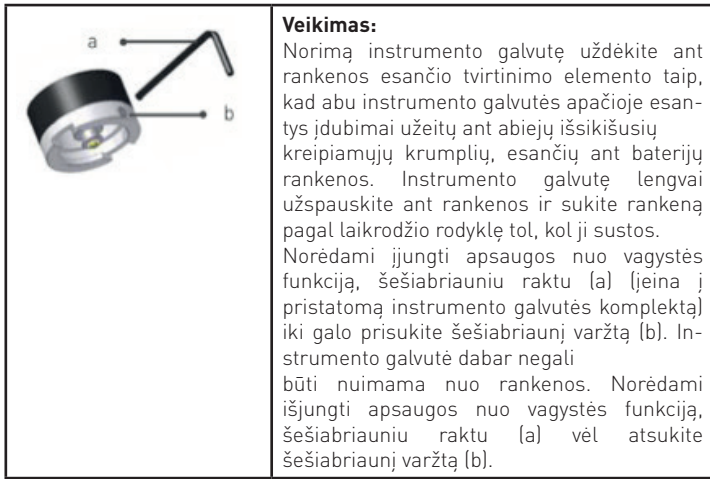 a
b
Veikimas:
Norimą instrumento galvutę uždėkite ant
rankenos esančio tvirtinimo elemento taip,
kad abu instrumento galvutės apačioje esan-
tys įdubimai užeitų ant abiejų išsikišusių
kreipiamųjų krumplių, esančių ant baterijų
rankenos. Instrumento galvutę lengvai
užspauskite ant rankenos ir sukite rankeną
pagal laikrodžio rodyklę tol, kol ji sustos.
Norėdami įjungti apsaugos nuo vagystės
funkciją, šešiabriauniu raktu (a) (įeina į
pristatomą instrumento galvutės komplektą)
iki galo prisukite šešiabriaunį varžtą (b). In-
strumento galvutė dabar negali
būti nuimama nuo rankenos. Norėdami
išjungti apsaugos nuo vagystės funkciją,
šešiabriauniu raktu (a) vėl atsukite
šešiabriaunį varžtą (b).